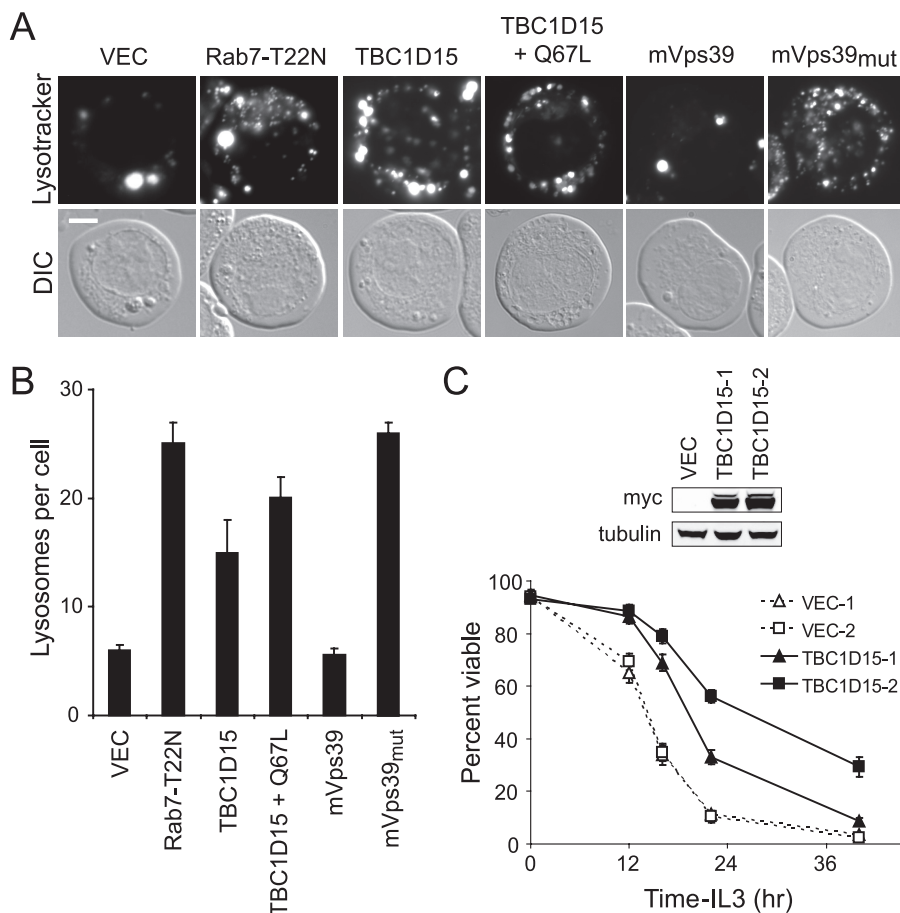 A
VEC
Rab7-T22N
TBC1D15
TBC1D15
+ Q67L
mVps39
mVps39mut
Lysotracker
DIC
B
Lysosomes per cell
30
20
10
0
VEC
Rab7-T22N
TBC1D15
TBC1D15 + Q67L
mVps39
mVps39mut
C
VEC
TBC1D15-1
TBC1D15-2
myc
tubulin
Percent viable
100
80
60
40
20
0
0
12
24
36
Time-IL3 (hr)
VEC-1
VEC-2
TBC1D15-1
TBC1D15-2